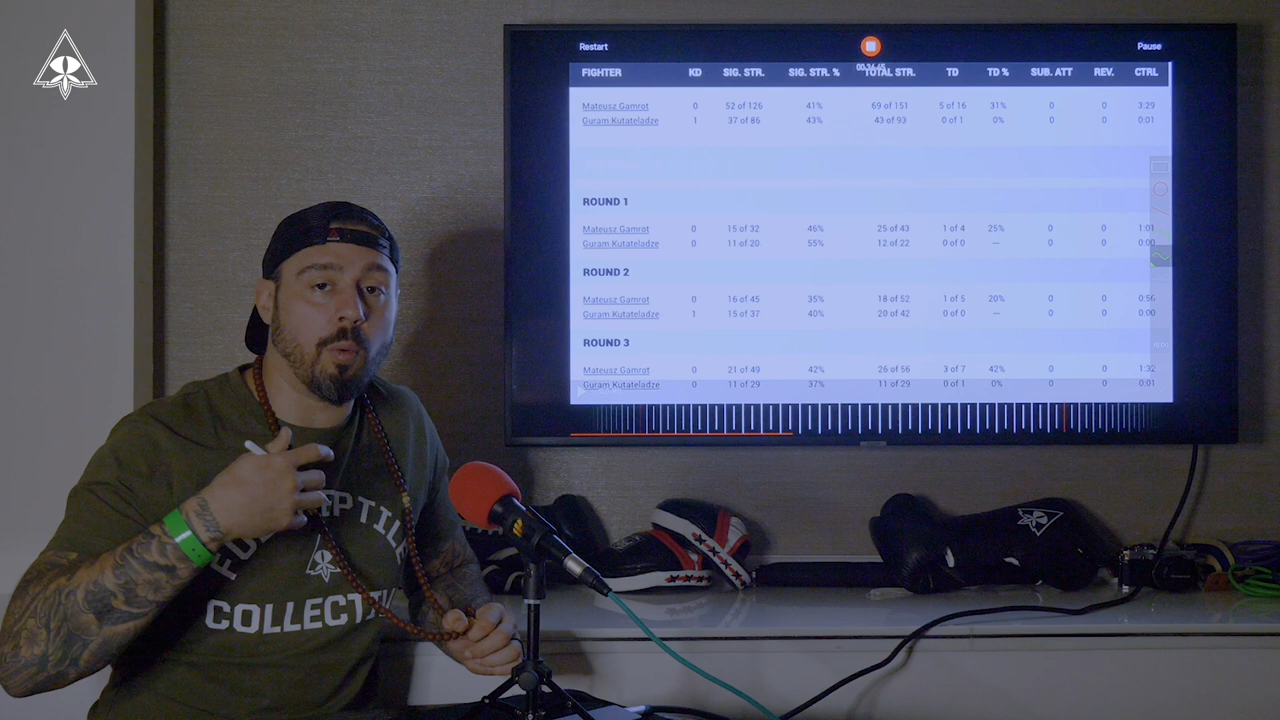 Restart
Pause
FIGHTER KD SIG. STR. SIG. STR. % TOTAL STR. TD TD % SUB. ATT REV. CTRL
Mateusz Gamrot 0 52 of 126 41% 69 of 151 5 of 16 31% 0 0 3:29
Guram Kutateladze 1 37 of 86 43% 43 of 93 0 of 1 0% 0 0 0:01
ROUND 1
Mateusz Gamrot 0 15 of 32 46% 25 of 43 1 of 4 25% 0 0 1:01
Guram Kutateladze 0 11 of 20 55% 12 of 22 0 of 0 — 0 0 0:00
ROUND 2
Mateusz Gamrot 0 16 of 45 35% 18 of 52 1 of 5 20% 0 0 0:56
Guram Kutateladze 1 15 of 37 40% 20 of 42 0 of 0 — 0 0 0:00
ROUND 3
Mateusz Gamrot 0 21 of 49 42% 26 of 56 3 of 7 42% 0 0 1:32
Guram Kutateladze 0 11 of 29 37% 11 of 29 0 of 1 0% 0 0 0:01